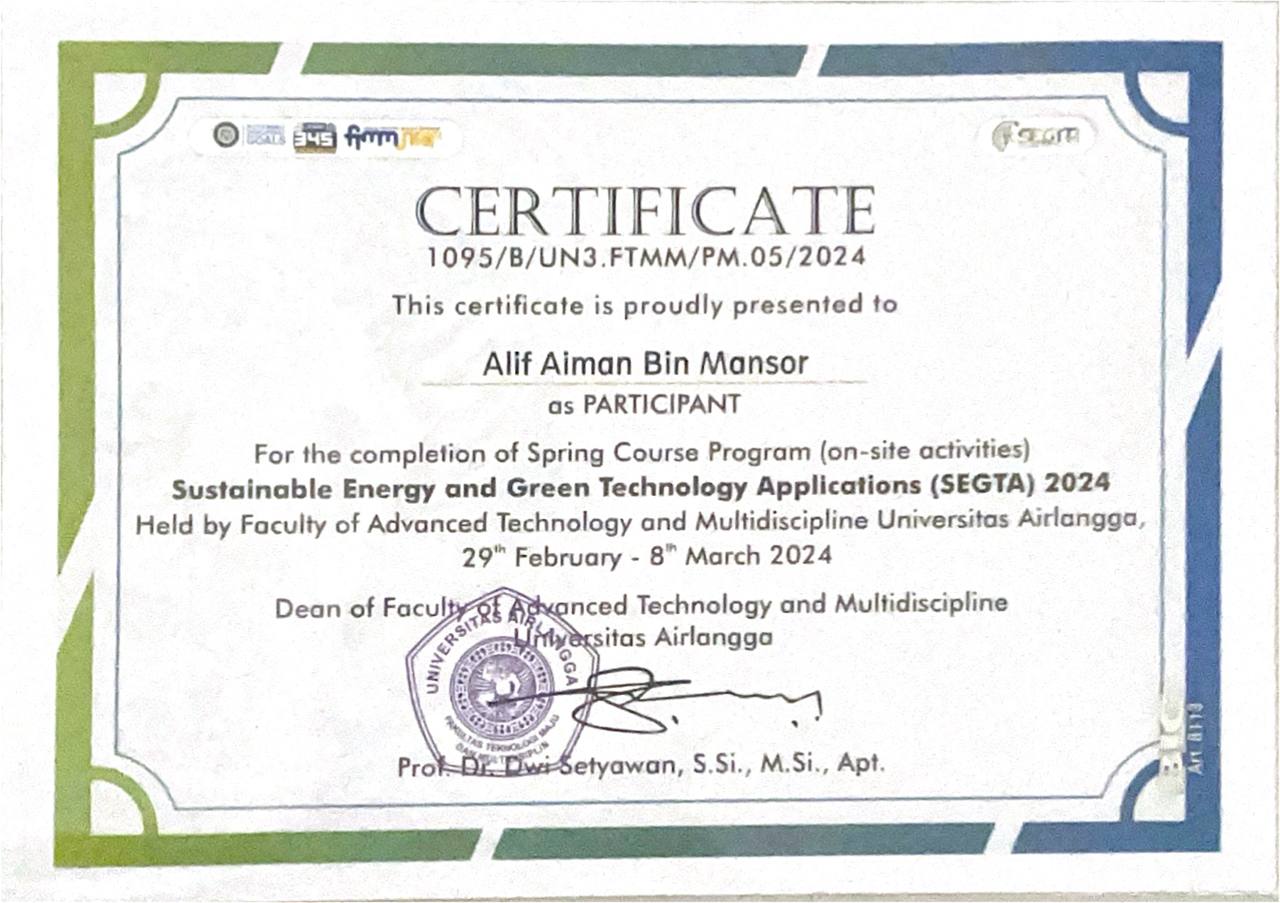 GOALS
345
ftmm
SEGTA
CERTIFICATE
1095/B/UN3.FTMM/PM.05/2024
This certificate is proudly presented to
Alif Aiman Bin Mansor
as PARTICIPANT
For the completion of Spring Course Program (on-site activities)
Sustainable Energy and Green Technology Applications (SEGTA) 2024
Held by Faculty of Advanced Technology and Multidiscipline Universitas Airlangga,
29th February - 8th March 2024
Dean of Faculty of Advanced Technology and Multidiscipline
Universitas Airlangga
UNIVERSITAS AIRLANGGA
FAKULTAS TEKNOLOGI MAJU
DAN MULTIDISIPLIN
Prof. Dr. Dwi Setyawan, S.Si., M.Si., Apt.
Art 8113